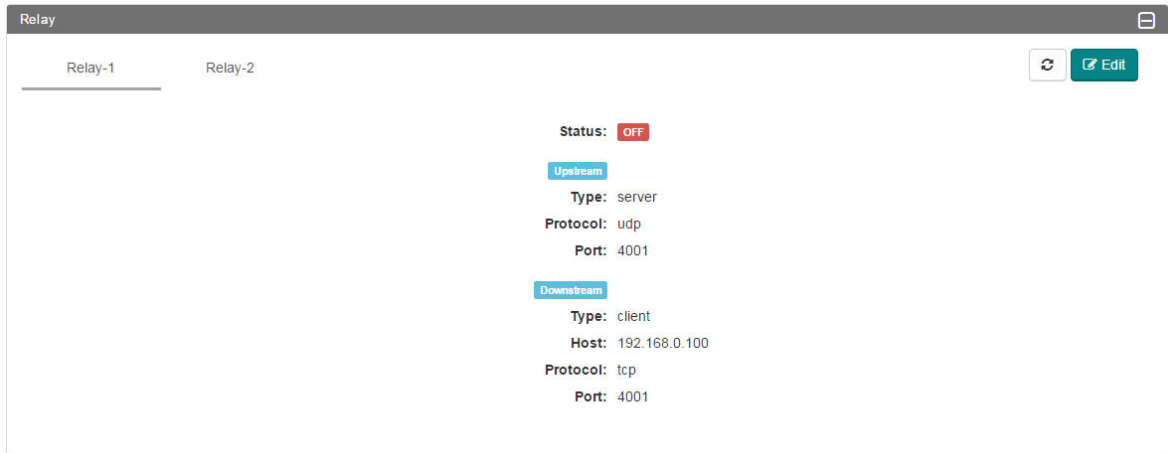 Relay
Relay-1 Relay-2 Edit
Status: OFF
Upstream
Type: server
Protocol: udp
Port: 4001
Downstream
Type: client
Host: 192.168.0.100
Protocol: tcp
Port: 4001